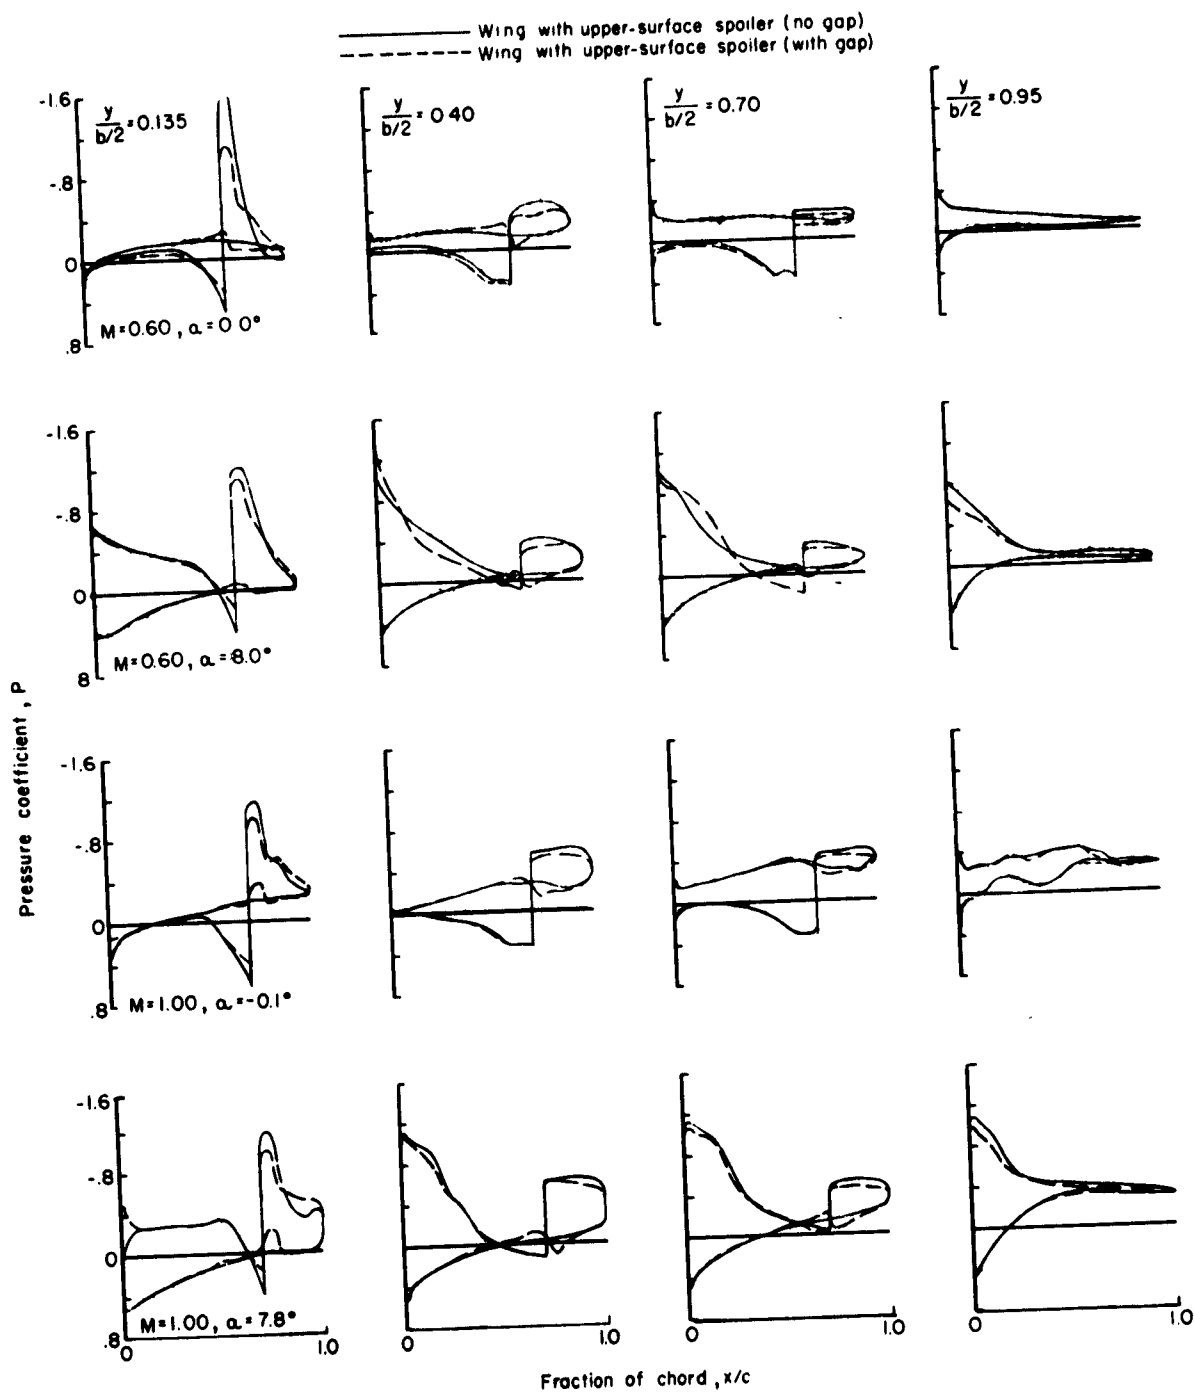 Wing with upper-surface spoiler (no gap)
Wing with upper-surface spoiler (with gap)
y/b/2 = 0.135
y/b/2 = 0 40
y/b/2 = 0.70
y/b/2 = 0.95
-1.6
-.8
0
.8
M=0.60, α=0 0°
-1.6
-.8
0
8
M=0.60, α=8.0°
-1.6
-.8
0
.8
M=1.00, α=-0.1°
-1.6
-.8
0
.8
M=1.00, α=7.8°
0 1.0 0 1.0 0 1.0 0 1.0
Pressure coefficient, P
Fraction of chord, x/c